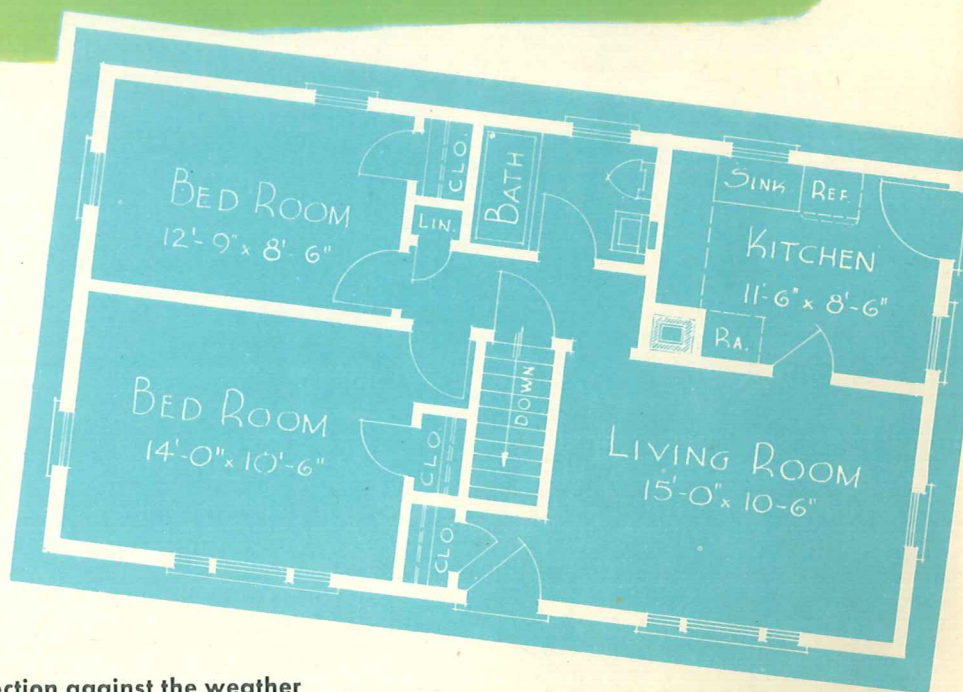 BED ROOM
12'-9" x 8'-6"
CLO.
LIN.
BATH
SINK
REF.
KITCHEN
11'-6" x 8'-6"
RA.
BED ROOM
14'-0" x 10'-6"
CLO.
CLO.
DOWN
LIVING ROOM
15'-0" x 10-6"
ction against the weather